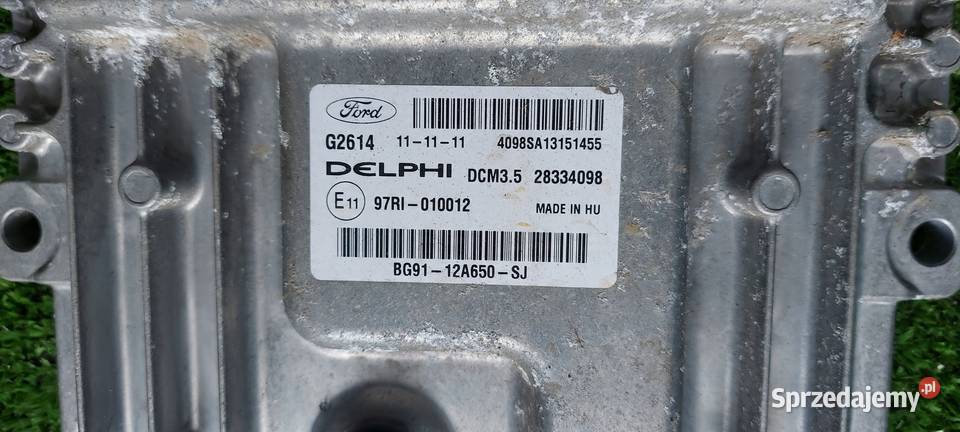 Ford
G2614 11-11-11 4098SA13151455
DELPHI DCM3.5 28334098
E11 97RI-010012 MADE IN HU
BG91-12A650-SJ
Sprzedajemy.pl